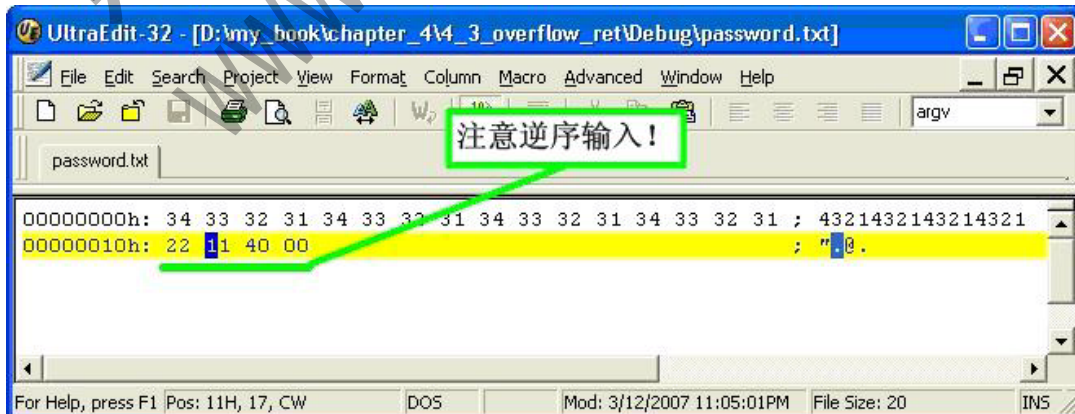 UltraEdit-32 - [D:\my_book\chapter_4\4_3_overflow_ret\Debug\password.txt]
File Edit Search Project View Format Column Macro Advanced Window Help
argv
注意逆序输入!
password.txt
00000000h: 34 33 32 31 34 33 32 31 34 33 32 31 34 33 32 31 ; 4321432143214321
00000010h: 22 11 40 00 ; ".@.
For Help, press F1 Pos: 11H, 17, CW DOS Mod: 3/12/2007 11:05:01PM File Size: 20 INS